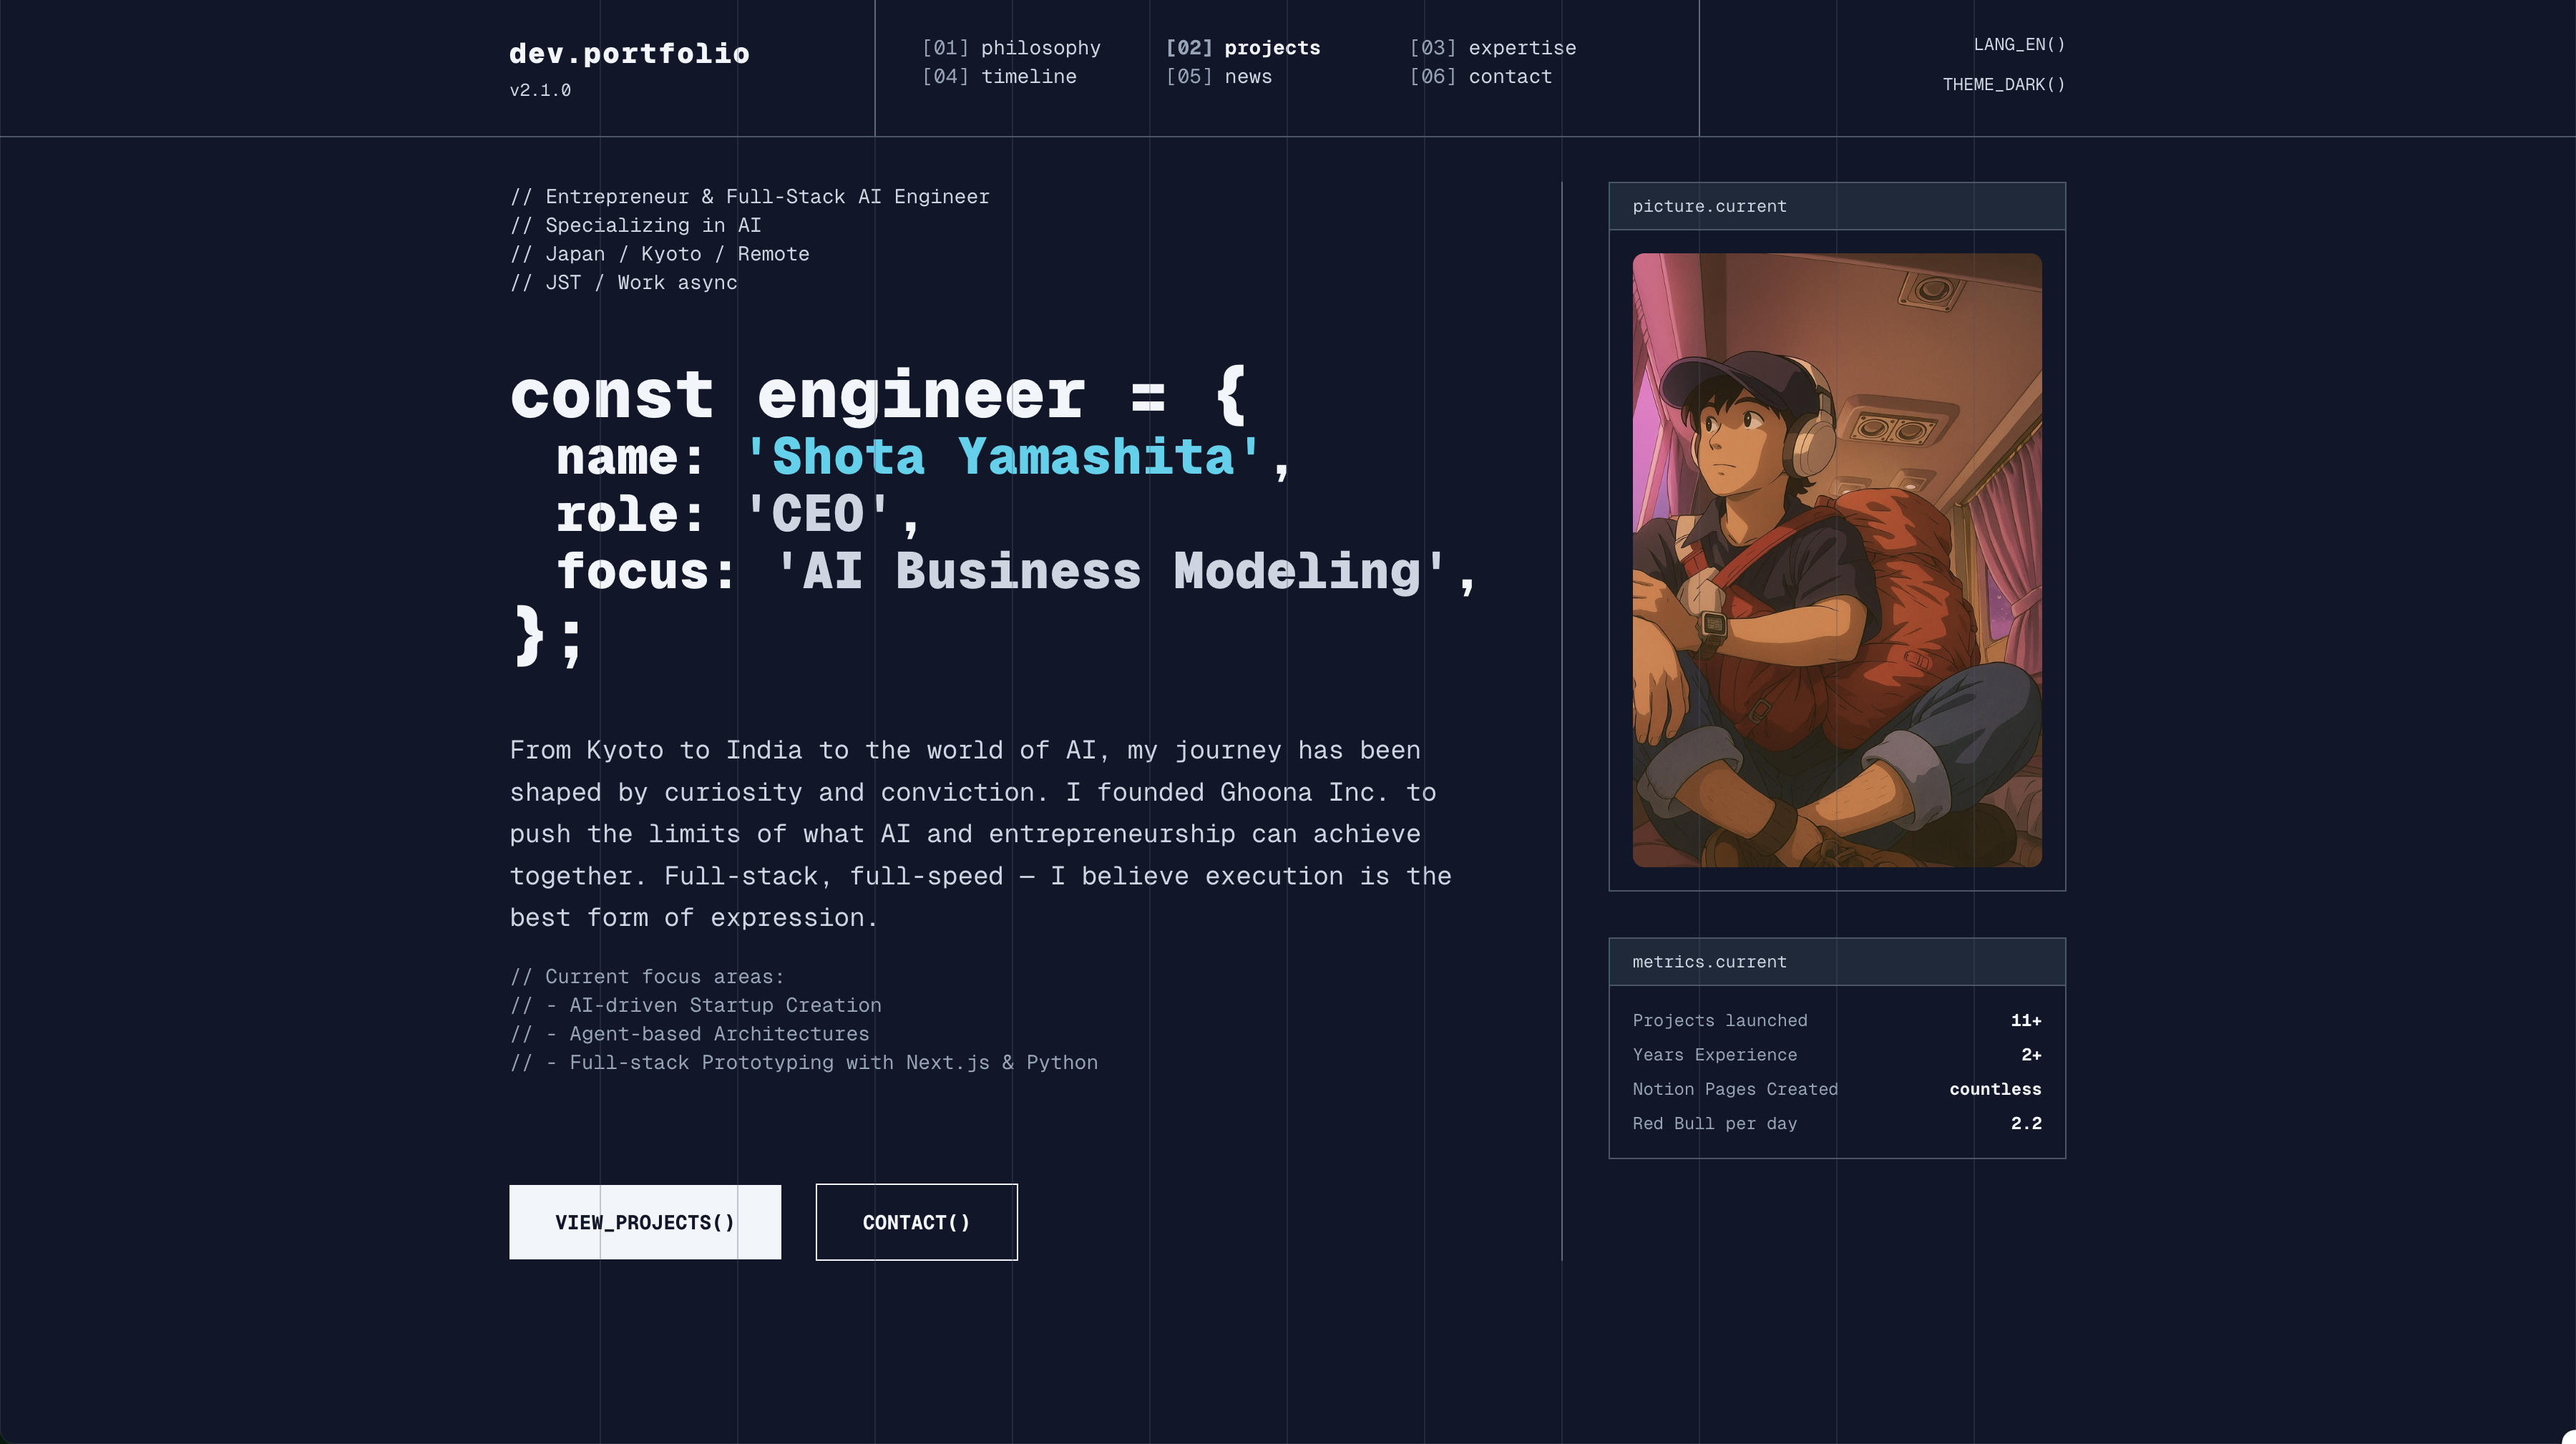 dev.portfolio
v2.1.0
[01] philosophy
[02] projects
[03] expertise
[04] timeline
[05] news
[06] contact
LANG_EN()
THEME_DARK()
// Entrepreneur & Full-Stack AI Engineer
// Specializing in AI
// Japan / Kyoto / Remote
// JST / Work async
const engineer = {
name: 'Shota Yamashita',
role: 'CEO',
focus: 'AI Business Modeling',
};
From Kyoto to India to the world of AI, my journey has been
shaped by curiosity and conviction. I founded Ghoona Inc. to
push the limits of what AI and entrepreneurship can achieve
together. Full-stack, full-speed — I believe execution is the
best form of expression.
// Current focus areas:
// - AI-driven Startup Creation
// - Agent-based Architectures
// - Full-stack Prototyping with Next.js & Python
VIEW_PROJECTS()
CONTACT()
picture.current
metrics.current
Projects launched 11+
Years Experience 2+
Notion Pages Created countless
Red Bull per day 2.2